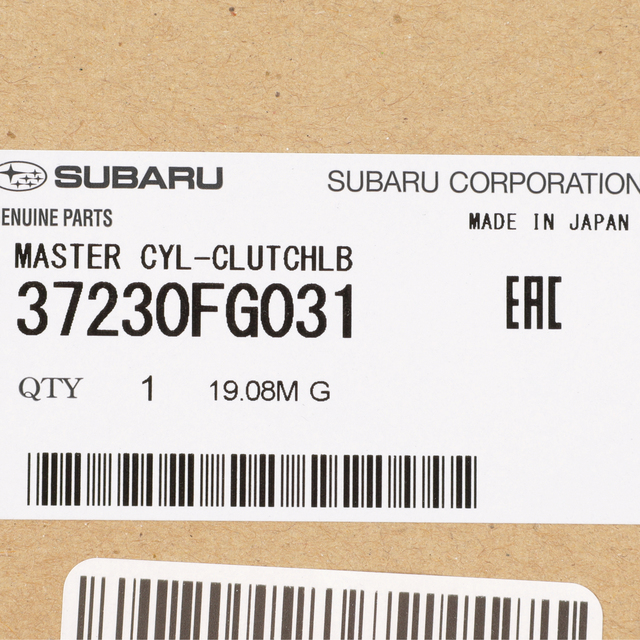 SUBARU
SUBARU CORPORATION
ENUINE PARTS
MADE IN JAPAN
MASTER CYL-CLUTCHLB
37230FG031
EAC
QTY 1 19.08M G